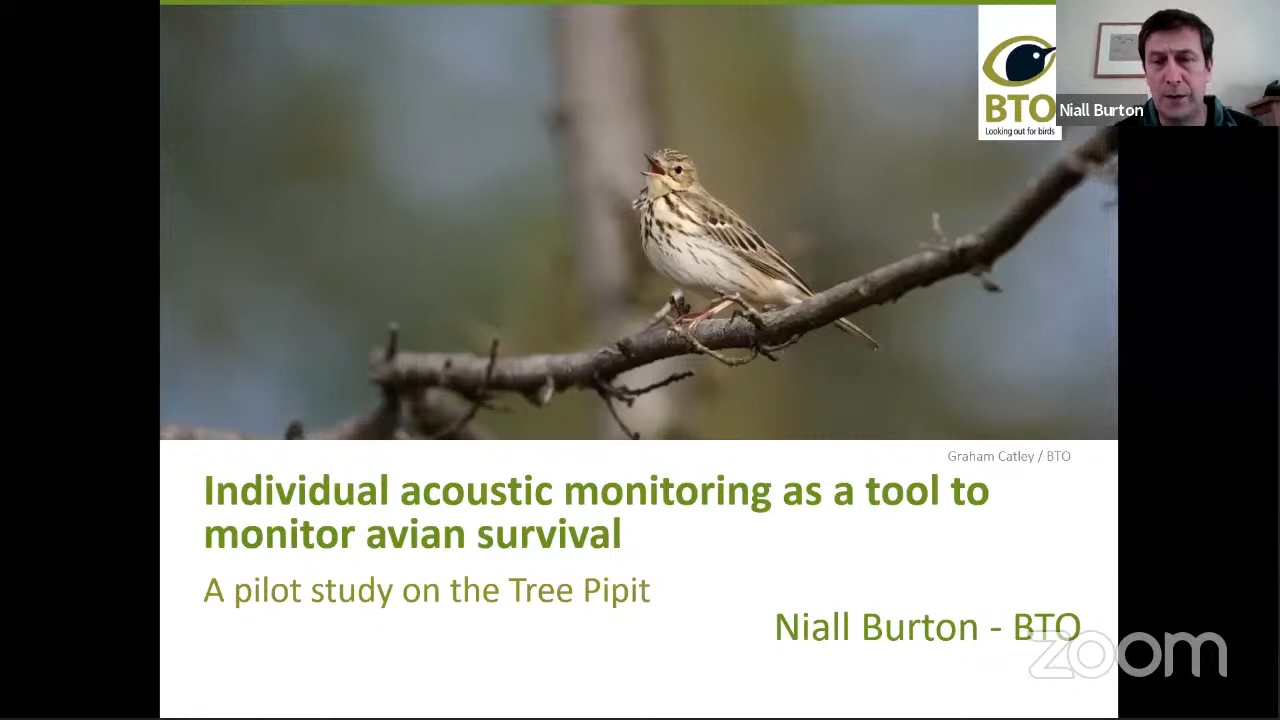 BTO
Looking out for birds
Niall Burton
Graham Catley / BTO
Individual acoustic monitoring as a tool to
monitor avian survival
A pilot study on the Tree Pipit
Niall Burton - BTO
zoom